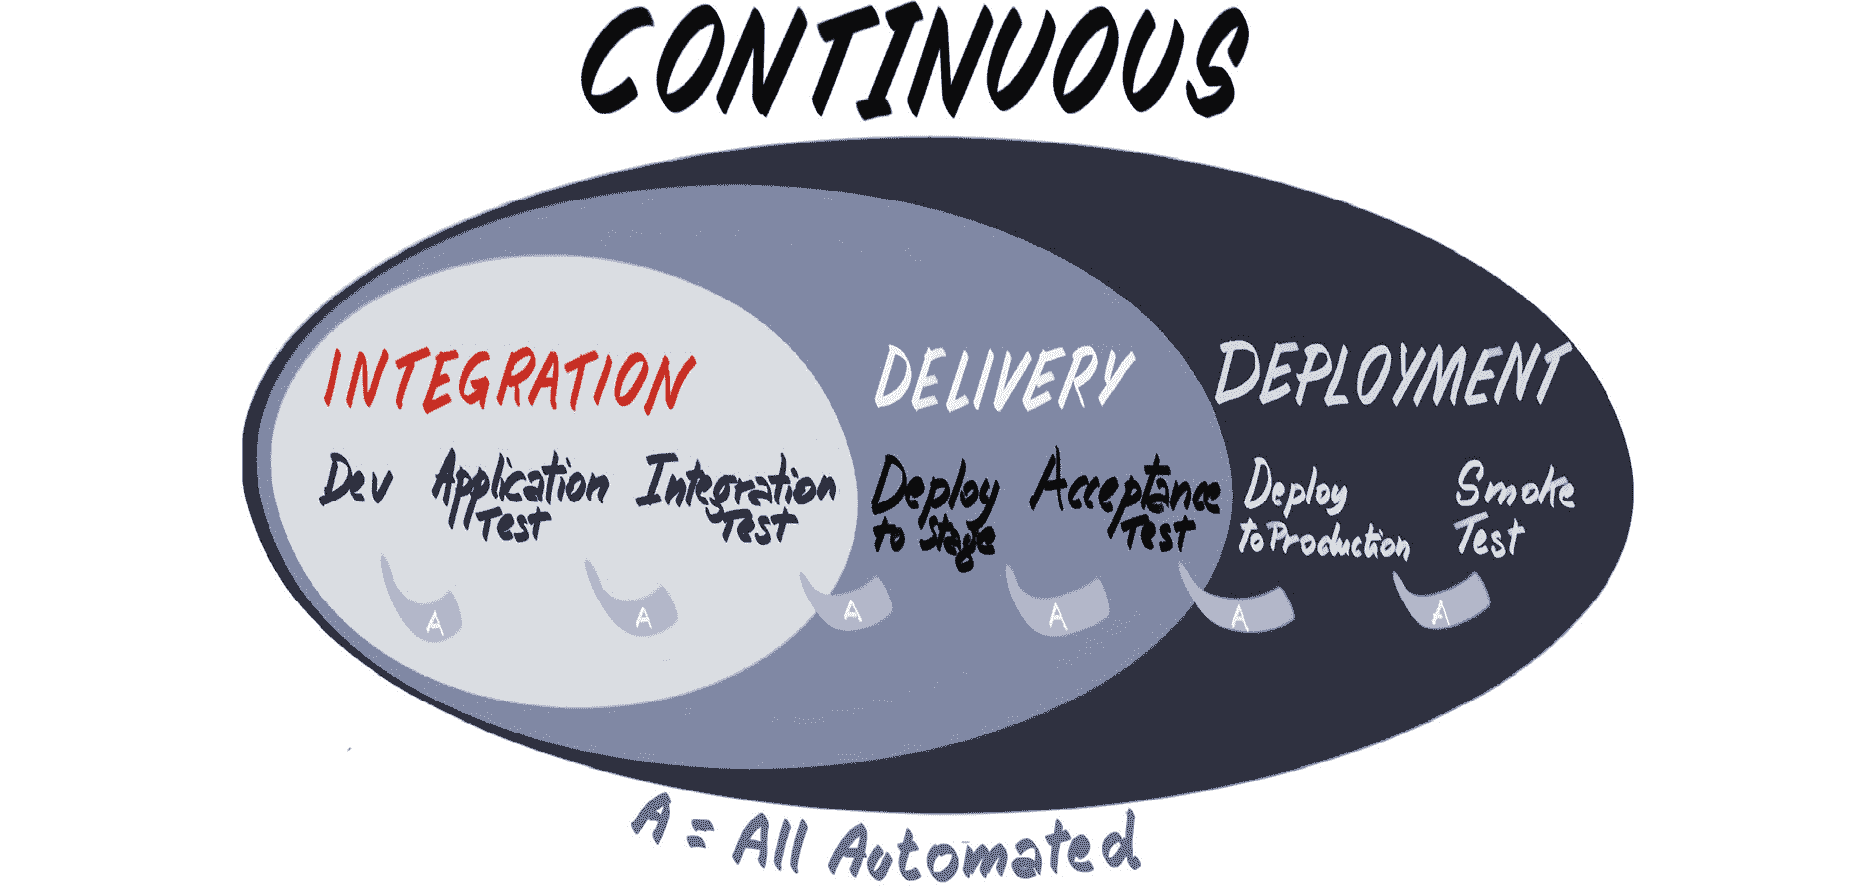 CONTINUOUS
INTEGRATION
DELIVERY
DEPLOYMENT
Dev
Application
Test
Integration
Test
Deploy
to Stage
Acceptance
Test
Deploy
to Production
Smoke
Test
A
A
A
A
A
A
A = All Automated